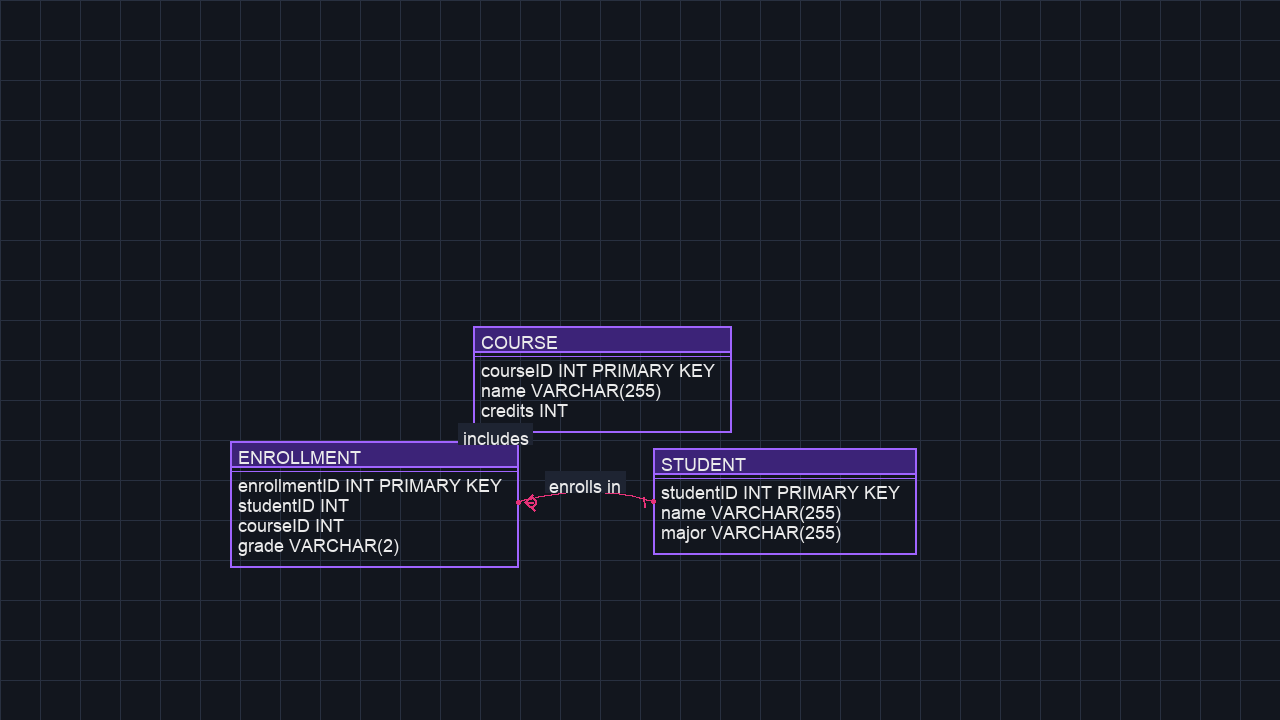 COURSE
courseID INT PRIMARY KEY
name VARCHAR(255)
credits INT
includes
ENROLLMENT
enrollmentID INT PRIMARY KEY
studentID INT
courseID INT
grade VARCHAR(2)
enrolls in
STUDENT
studentID INT PRIMARY KEY
name VARCHAR(255)
major VARCHAR(255)